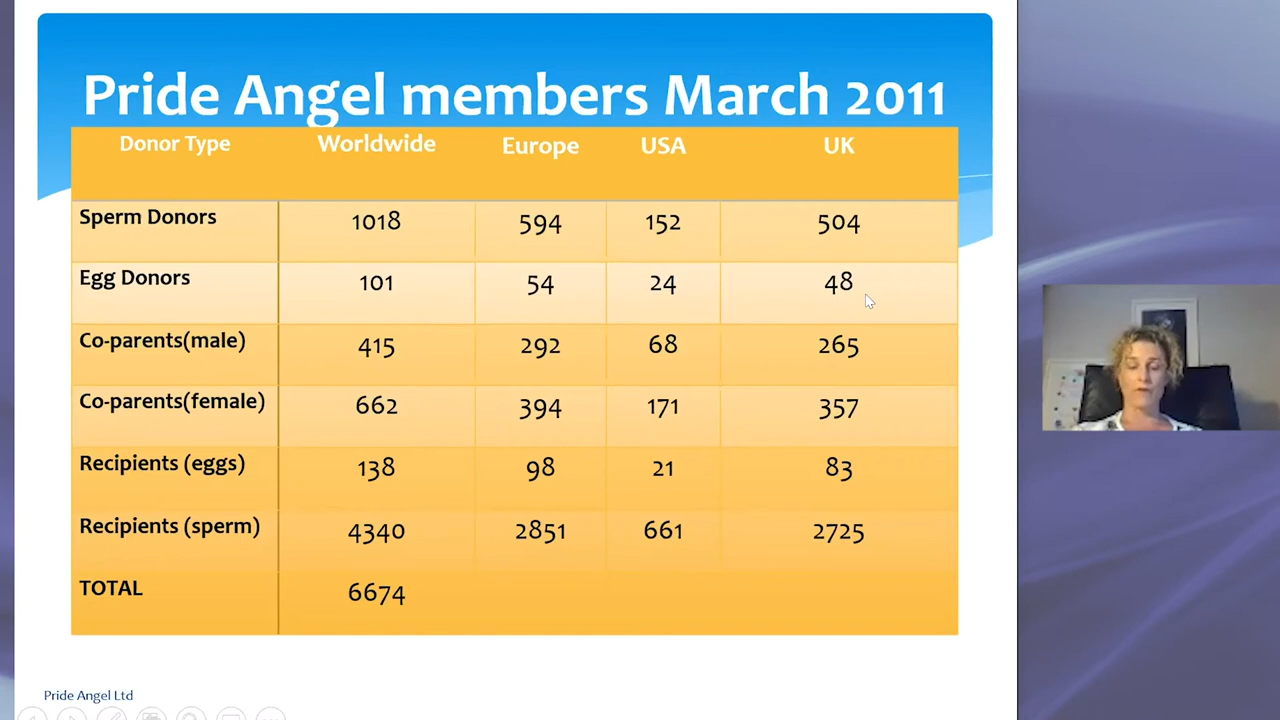 Pride Angel members March 2011
Donor Type Worldwide Europe USA UK
Sperm Donors 1018 594 152 504
Egg Donors 101 54 24 48
Co-parents(male) 415 292 68 265
Co-parents(female) 662 394 171 357
Recipients (eggs) 138 98 21 83
Recipients (sperm) 4340 2851 661 2725
TOTAL 6674
Pride Angel Ltd